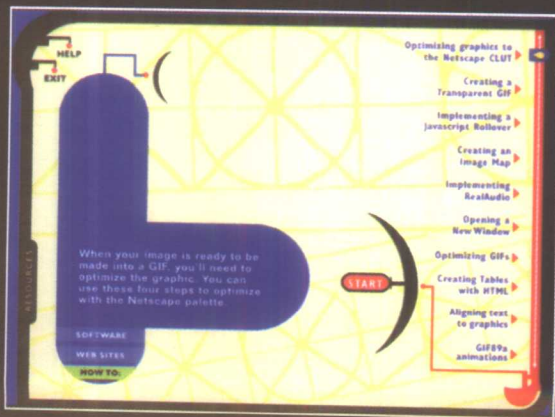 HELP
EXIT
Optimizing graphics to
the Netscape CLUT
Creating a
Transparent GIF
Implementing a
Javascript Rollover
Creating an
Image Map
Implementing
RealAudio
Opening a
New Window
Optimizing GIFs
Creating Tables
with HTML
Aligning text
to graphics
GIF89a
animations
START
RESOURCES
When your image is ready to be
made into a GIF, you'll need to
optimize the graphic. You can
use these four steps to optimize
with the Netscape palette.
SOFTWARE
WEB SITES
HOW TO: